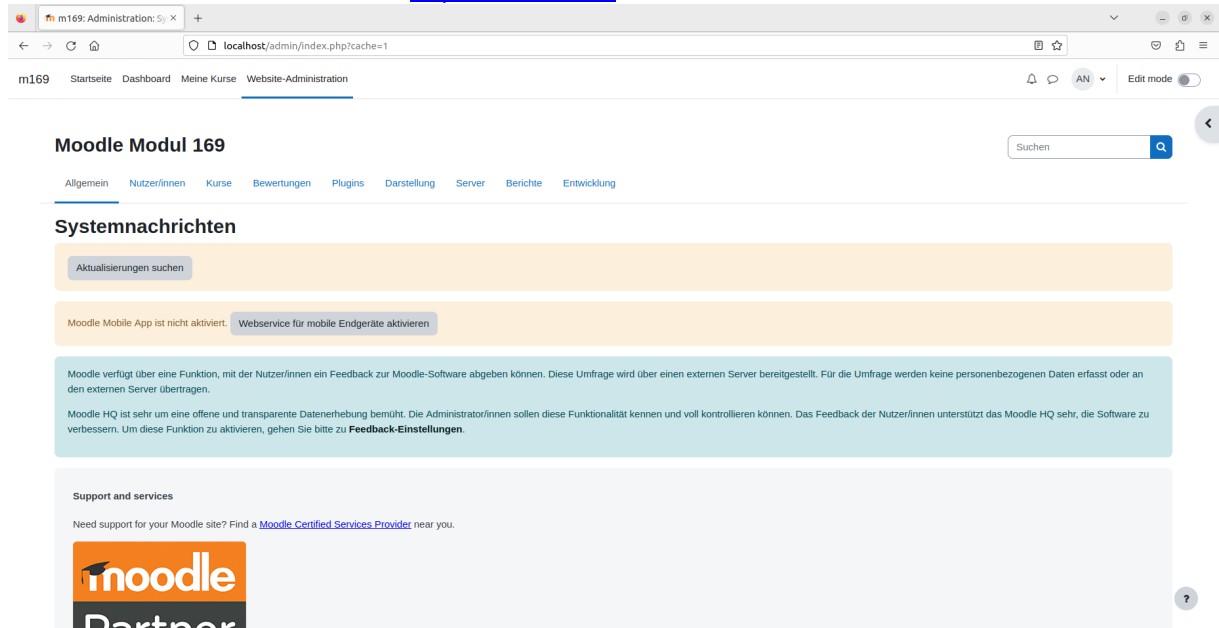 m169: Administration: Sy
localhost/admin/index.php?cache=1
m169 Startseite Dashboard Meine Kurse Website-Administration AN Edit mode
Moodle Modul 169
Suchen
Allgemein Nutzer/innen Kurse Bewertungen Plugins Darstellung Server Berichte Entwicklung
Systemnachrichten
Aktualisierungen suchen
Moodle Mobile App ist nicht aktiviert. Webservice für mobile Endgeräte aktivieren
Moodle verfügt über eine Funktion, mit der Nutzer/innen ein Feedback zur Moodle-Software abgeben können. Diese Umfrage wird über einen externen Server bereitgestellt. Für die Umfrage werden keine personenbezogenen Daten erfasst oder an
den externen Server übertragen.
Moodle HQ ist sehr um eine offene und transparente Datenerhebung bemüht. Die Administrator/innen sollen diese Funktionalität kennen und voll kontrollieren können. Das Feedback der Nutzer/innen unterstützt das Moodle HQ sehr, die Software zu
verbessern. Um diese Funktion zu aktivieren, gehen Sie bitte zu Feedback-Einstellungen.
Support and services
Need support for your Moodle site? Find a Moodle Certified Services Provider near you.
moodle
Partner
?